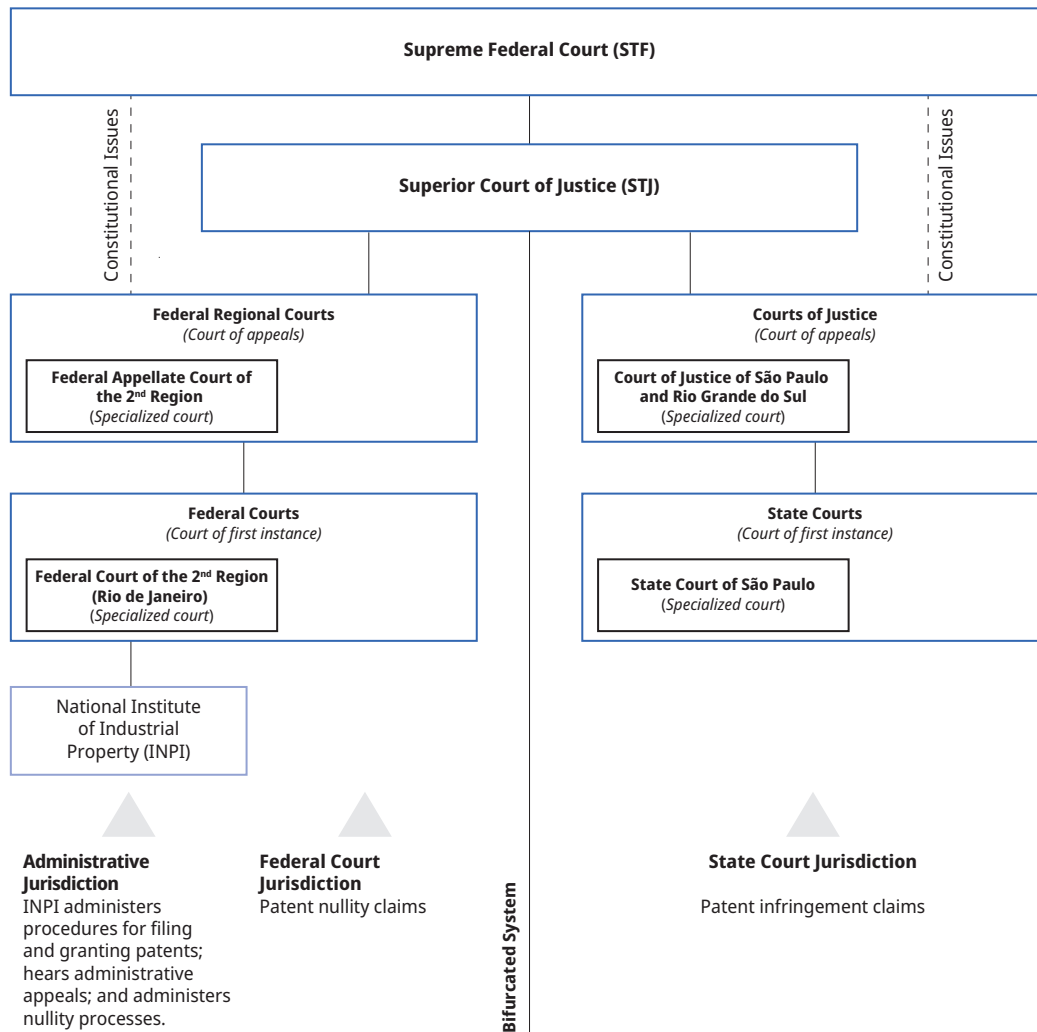 Supreme Federal Court (STF)
Constitutional Issues
Constitutional Issues
Superior Court of Justice (STJ)
Federal Regional Courts
(Court of appeals)
Federal Appellate Court of
the 2nd Region
(Specialized court)
Courts of Justice
(Court of appeals)
Court of Justice of São Paulo
and Rio Grande do Sul
(Specialized court)
Federal Courts
(Court of first instance)
Federal Court of the 2nd Region
(Rio de Janeiro)
(Specialized court)
State Courts
(Court of first instance)
State Court of São Paulo
(Specialized court)
National Institute
of Industrial
Property (INPI)
Administrative
Jurisdiction
INPI administers
procedures for filing
and granting patents;
hears administrative
appeals; and administers
nullity processes.
Federal Court
Jurisdiction
Patent nullity claims
Bifurcated System
State Court Jurisdiction
Patent infringement claims